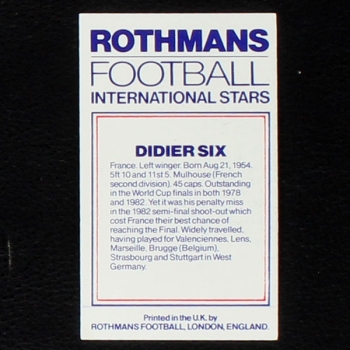 ROTHMANS
FOOTBALL
INTERNATIONAL STARS
DIDIER SIX
France. Left winger. Born Aug 21, 1954.
5ft 10 and 11st 5. Mulhouse (French
second division). 45 caps. Outstanding
in the World Cup finals in both 1978
and 1982. Yet it was his penalty miss
in the 1982 semi-final shoot-out which
cost France their best chance of
reaching the Final. Widely travelled,
having played for Valenciennes, Lens,
Marseille, Brugge (Belgium),
Strasbourg and Stuttgart in West
Germany.
Printed in the U.K. by
ROTHMANS FOOTBALL, LONDON, ENGLAND.